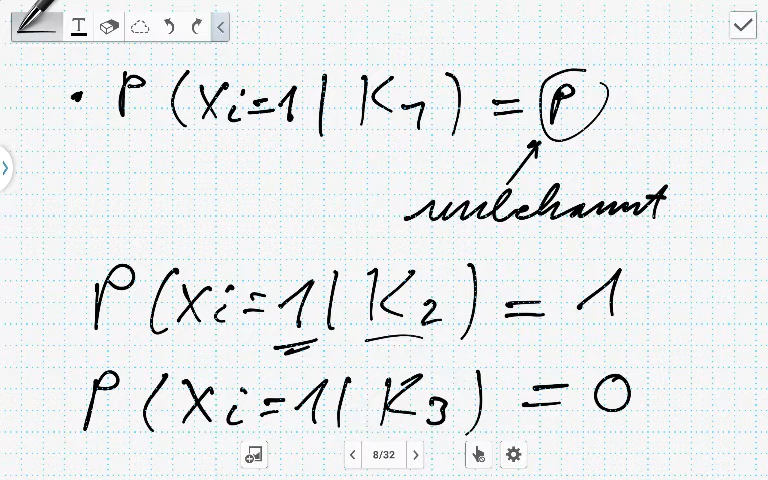 T
• P(Xi=1|K1) = P
unbekannt
P(Xi=1|K2) = 1
P(Xi=1|K3) = 0
8/32